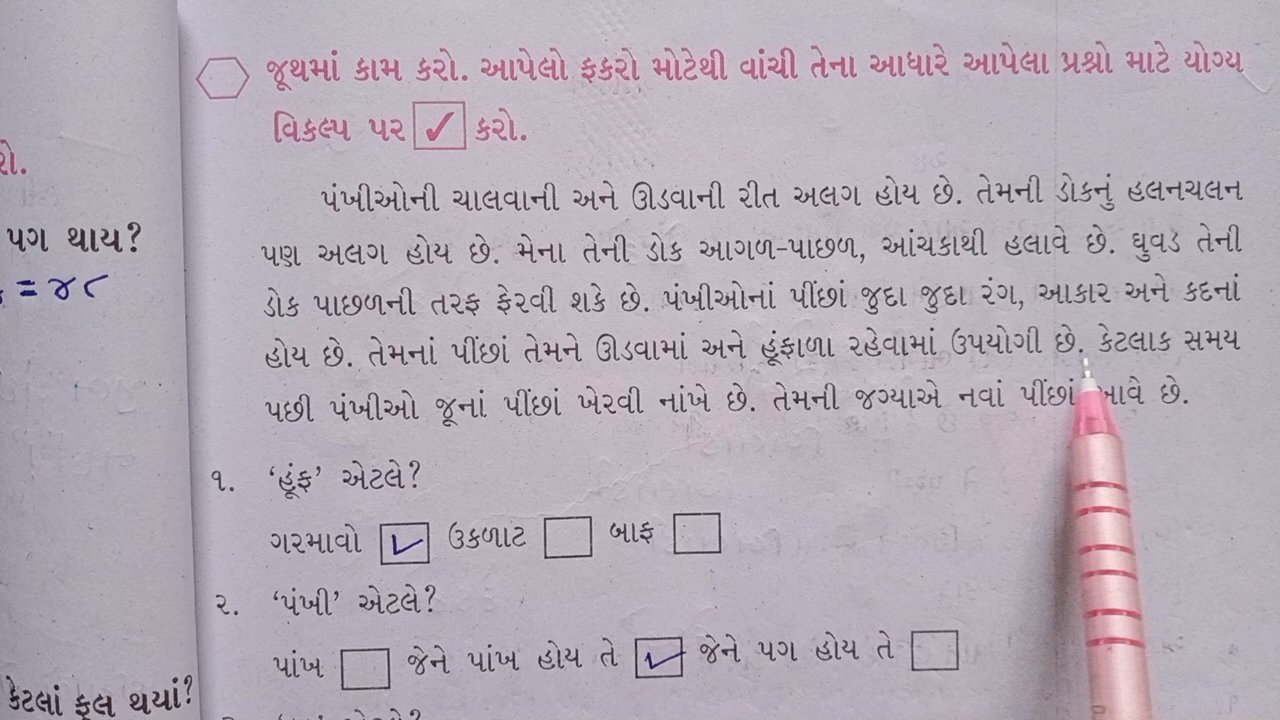 જૂથમાં કામ કરો. આપેલો ફકરો મોટેથી વાંચી તેના આધારે આપેલા પ્રશ્નો માટે યોગ્ય
વિકલ્પ પર ✓ કરો.
પંખીઓની ચાલવાની અને ઊડવાની રીત અલગ હોય છે. તેમની ડોકનું હલનચલન
પણ અલગ હોય છે. મેના તેની ડોક આગળ-પાછળ, આંચકાથી હલાવે છે. ઘુવડ તેની
ડોક પાછળની તરફ ફેરવી શકે છે. પંખીઓનાં પીંછાં જુદા જુદા રંગ, આકાર અને કદનાં
હોય છે. તેમનાં પીંછાં તેમને ઊડવામાં અને હૂંફાળા રહેવામાં ઉપયોગી છે. કેટલાક સમય
પછી પંખીઓ જૂનાં પીંછાં ખેરવી નાંખે છે. તેમની જગ્યાએ નવાં પીંછાં આવે છે.
૧. ‘હૂંફ’ એટલે?
ગરમાવો ✓ ઉકળાટ બાફ
૨. ‘પંખી’ એટલે?
પાંખ જેને પાંખ હોય તે ✓ જેને પગ હોય તે
પગ થાય?
= ૪૮
કેટલાં ફૂલ થયાં?